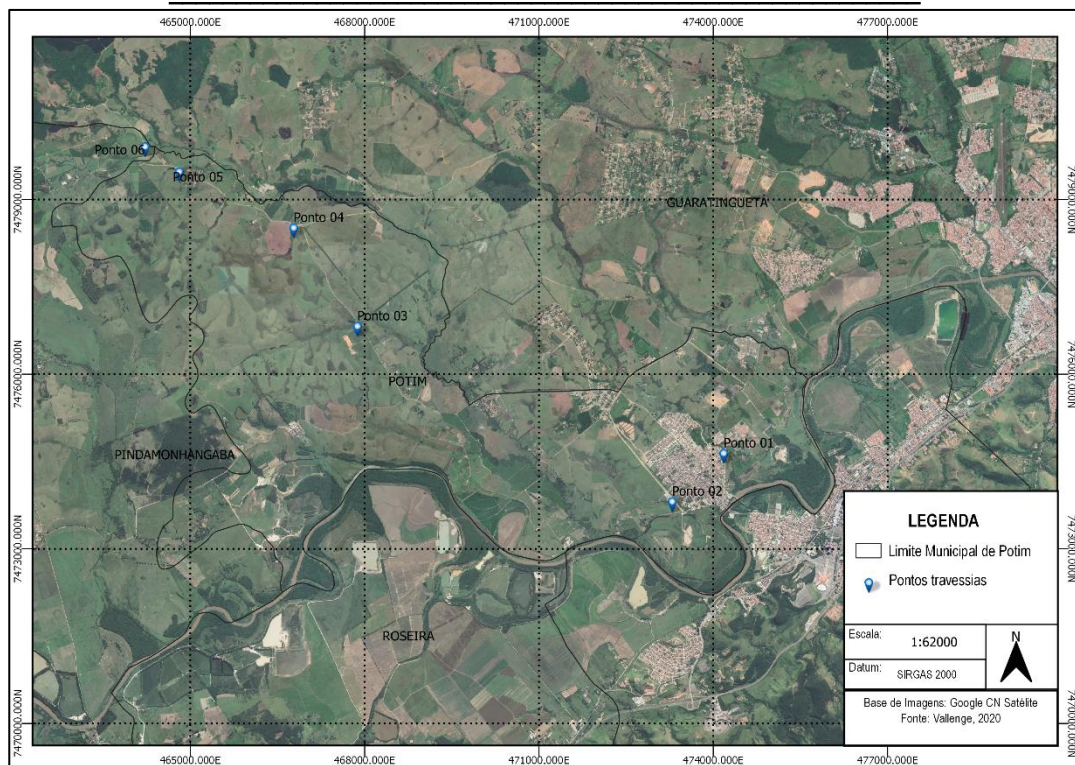 465000.000E 468000.000E 471000.000E 474000.000E 477000.000E
Ponto 06
Ponto 05
7479000.000N 7479000.000N
GUARATINGUETÁ
Ponto 04
Ponto 03
7476000.000N 7476000.000N
POTIM
Ponto 01
PINDAMONHANGABA
Ponto 02
7473000.000N 7473000.000N
ROSEIRA
7470000.000N 7470000.000N
465000.000E 468000.000E 471000.000E 474000.000E 477000.000E
LEGENDA
Limite Municipal de Potim
Pontos travessias
Escala: 1:62000
Datum: SIRGAS 2000
N
Base de Imagens: Google CN Satélite
Fonte: Vallenge, 2020